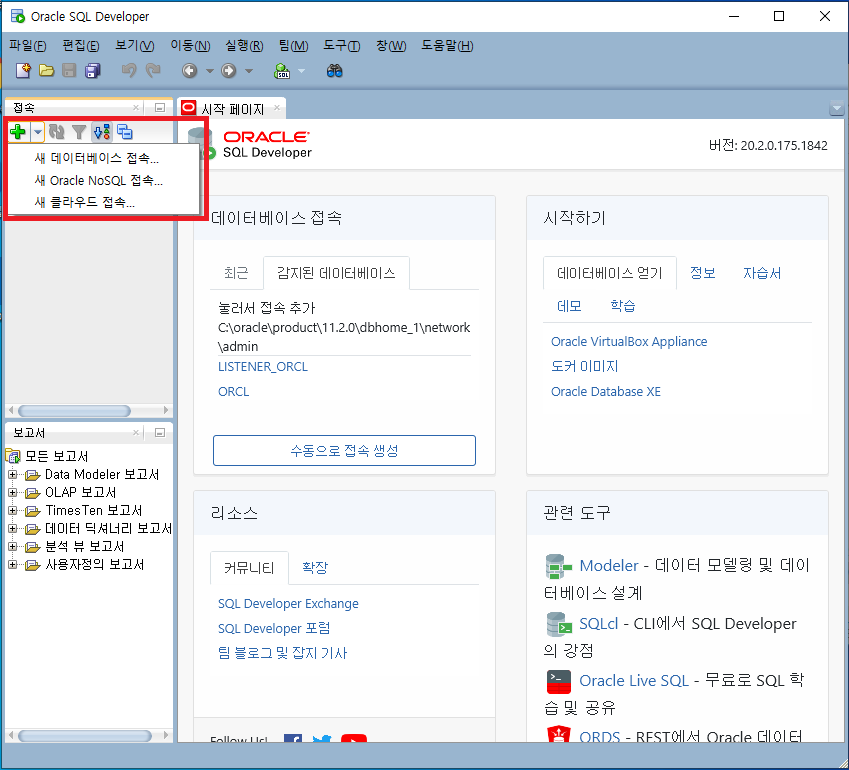 Oracle SQL Developer
파일(F) 편집(E) 보기(V) 이동(N) 실행(R) 팀(M) 도구(T) 창(W) 도움말(H)
SQL
접속
새 데이터베이스 접속...
새 Oracle NoSQL 접속...
새 클라우드 접속...
보고서
모든 보고서
Data Modeler 보고서
OLAP 보고서
TimesTen 보고서
데이터 딕셔너리 보고서
분석 뷰 보고서
사용자정의 보고서
시작 페이지
ORACLE
SQL Developer
버전: 20.2.0.175.1842
데이터베이스 접속
최근 감지된 데이터베이스
눌러서 접속 추가
C:\oracle\product\11.2.0\dbhome_1\network
\admin
LISTENER_ORCL
ORCL
수동으로 접속 생성
시작하기
데이터베이스 얻기 정보 자습서
데모 학습
Oracle VirtualBox Appliance
도커 이미지
Oracle Database XE
리소스
커뮤니티 확장
SQL Developer Exchange
SQL Developer 포럼
팀 블로그 및 잡지 기사
Follow Us!
관련 도구
Modeler - 데이터 모델링 및 데이
터베이스 설계
SQLcl - CLI에서 SQL Developer
의 강점
Oracle Live SQL - 무료로 SQL 학
습 및 공유
ORDS - REST에서 Oracle 데이터